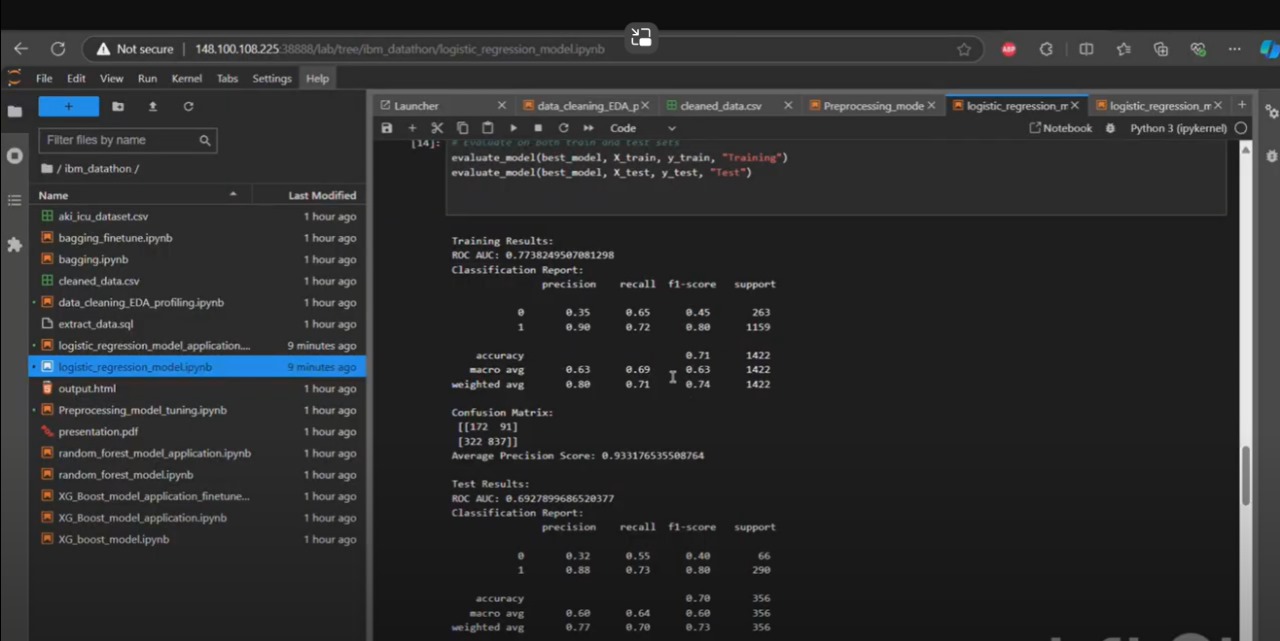 Not secure 148.100.108.225:38888/lab/tree/ibm_datathon/logistic_regression_model.ipynb
File Edit View Run Kernel Tabs Settings Help
Launcher data_cleaning_EDA_p cleaned_data.csv Preprocessing_mode logistic_regression_m logistic_regression_m
Code Notebook Python 3 (ipykernel)
Filter files by name
/ ibm_datathon /
Name Last Modified
aki_icu_dataset.csv 1 hour ago
bagging_finetune.ipynb 1 hour ago
bagging.ipynb 1 hour ago
cleaned_data.csv 1 hour ago
data_cleaning_EDA_profiling.ipynb 1 hour ago
extract_data.sql 1 hour ago
logistic_regression_model_application.... 9 minutes ago
logistic_regression_model.ipynb 9 minutes ago
output.html 1 hour ago
Preprocessing_model_tuning.ipynb 1 hour ago
presentation.pdf 1 hour ago
random_forest_model_application.ipynb 1 hour ago
random_forest_model.ipynb 1 hour ago
XG_Boost_model_application_finetune... 1 hour ago
XG_Boost_model_application.ipynb 1 hour ago
XG_boost_model.ipynb 1 hour ago
[14]: # Evaluate on both train and test sets
evaluate_model(best_model, X_train, y_train, "Training")
evaluate_model(best_model, X_test, y_test, "Test")
Training Results:
ROC AUC: 0.7738249507081298
Classification Report:
precision recall f1-score support
0 0.35 0.65 0.45 263
1 0.90 0.72 0.80 1159
accuracy 0.71 1422
macro avg 0.63 0.69 0.63 1422
weighted avg 0.80 0.71 0.74 1422
Confusion Matrix:
[[172 91]
[322 837]]
Average Precision Score: 0.933176535508764
Test Results:
ROC AUC: 0.6927899686520377
Classification Report:
precision recall f1-score support
0 0.32 0.55 0.40 66
1 0.88 0.73 0.80 290
accuracy 0.70 356
macro avg 0.60 0.64 0.60 356
weighted avg 0.77 0.70 0.73 356